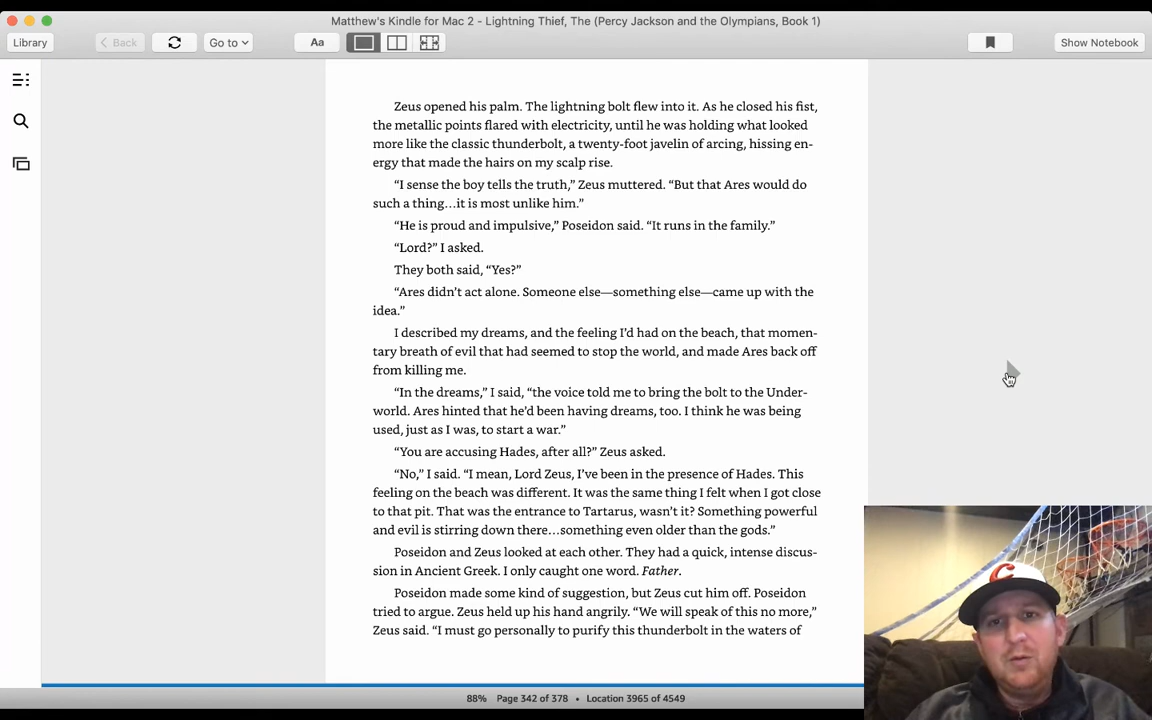 Matthew's Kindle for Mac 2 - Lightning Thief, The (Percy Jackson and the Olympians, Book 1)
Library
Back
Go to
Aa
Show Notebook
Zeus opened his palm. The lightning bolt flew into it. As he closed his fist,
the metallic points flared with electricity, until he was holding what looked
more like the classic thunderbolt, a twenty-foot javelin of arcing, hissing en-
ergy that made the hairs on my scalp rise.
“I sense the boy tells the truth,” Zeus muttered. “But that Ares would do
such a thing…it is most unlike him.”
“He is proud and impulsive,” Poseidon said. “It runs in the family.”
“Lord?” I asked.
They both said, “Yes?”
“Ares didn’t act alone. Someone else—something else—came up with the
idea.”
I described my dreams, and the feeling I’d had on the beach, that momen-
tary breath of evil that had seemed to stop the world, and made Ares back off
from killing me.
“In the dreams,” I said, “the voice told me to bring the bolt to the Under-
world. Ares hinted that he’d been having dreams, too. I think he was being
used, just as I was, to start a war.”
“You are accusing Hades, after all?” Zeus asked.
“No,” I said. “I mean, Lord Zeus, I’ve been in the presence of Hades. This
feeling on the beach was different. It was the same thing I felt when I got close
to that pit. That was the entrance to Tartarus, wasn’t it? Something powerful
and evil is stirring down there…something even older than the gods.”
Poseidon and Zeus looked at each other. They had a quick, intense discus-
sion in Ancient Greek. I only caught one word. Father.
Poseidon made some kind of suggestion, but Zeus cut him off. Poseidon
tried to argue. Zeus held up his hand angrily. “We will speak of this no more,”
Zeus said. “I must go personally to purify this thunderbolt in the waters of
88% Page 342 of 378 • Location 3965 of 4549
C